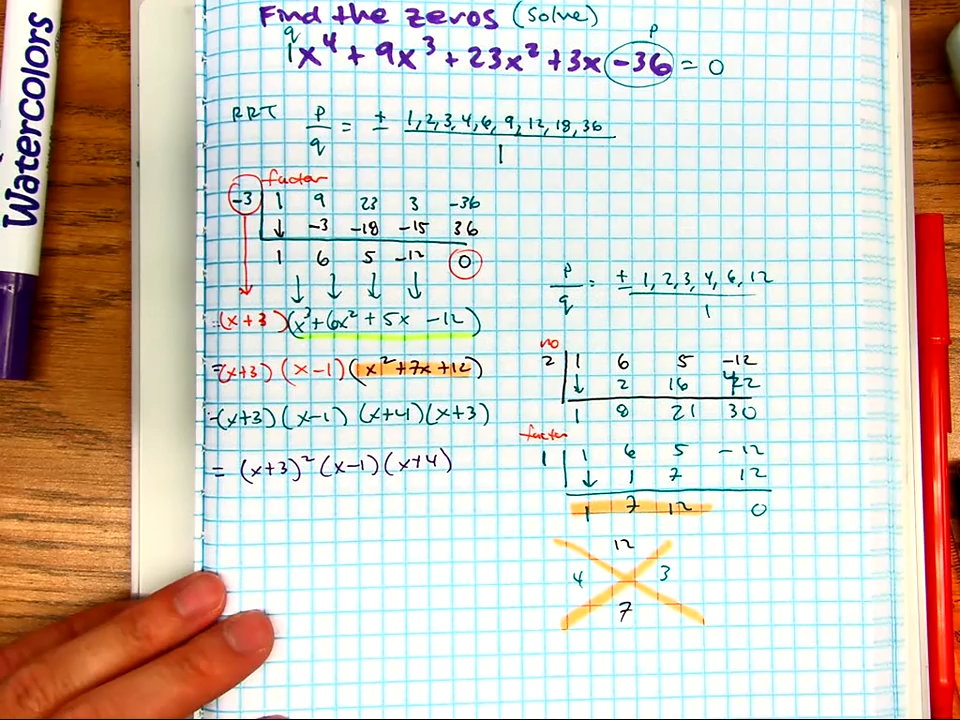 Watercolors
Find the zeros (solve)
q p
1x⁴ + 9x³ + 23x² + 3x - 36 = 0
RRT p/q = ± 1, 2, 3, 4, 6, 9, 12, 18, 36 / 1
factor
-3 | 1 9 23 3 -36
↓ -3 -18 -15 36
1 6 5 -12 0
↓ ↓ ↓ ↓
=(x+3)(x³+6x²+5x-12)
=(x+3)(x-1)(x²+7x+12)
=(x+3)(x-1)(x+4)(x+3)
=(x+3)²(x-1)(x+4)
p/q = ± 1, 2, 3, 4, 6, 12 / 1
no
2 | 1 6 5 -12
↓ 2 16 42
1 8 21 30
factor
1 | 1 6 5 -12
↓ 1 7 12
1 7 12 0
12
4 3
7